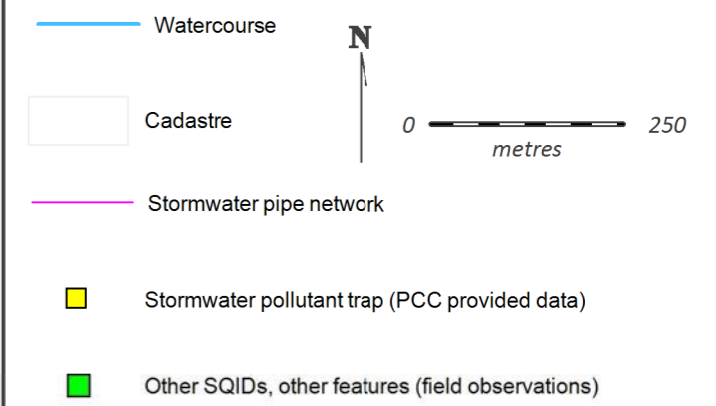 Watercourse
N
Cadastre
0 250
metres
Stormwater pipe network
Stormwater pollutant trap (PCC provided data)
Other SQIDs, other features (field observations)